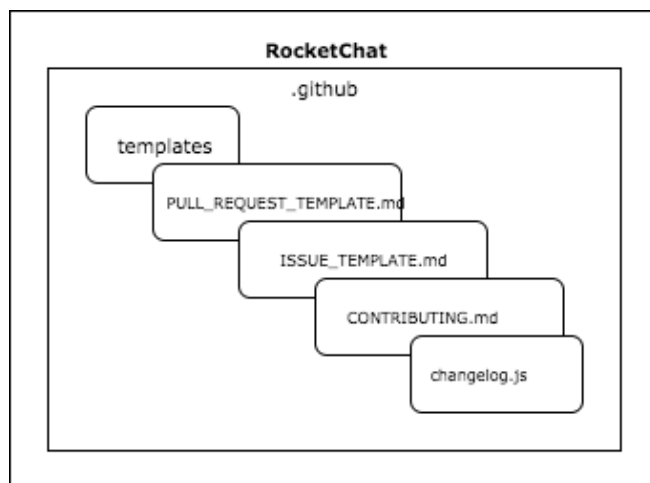 RocketChat
.github
templates
PULL_REQUEST_TEMPLATE.md
ISSUE_TEMPLATE.md
CONTRIBUTING.md
changelog.js